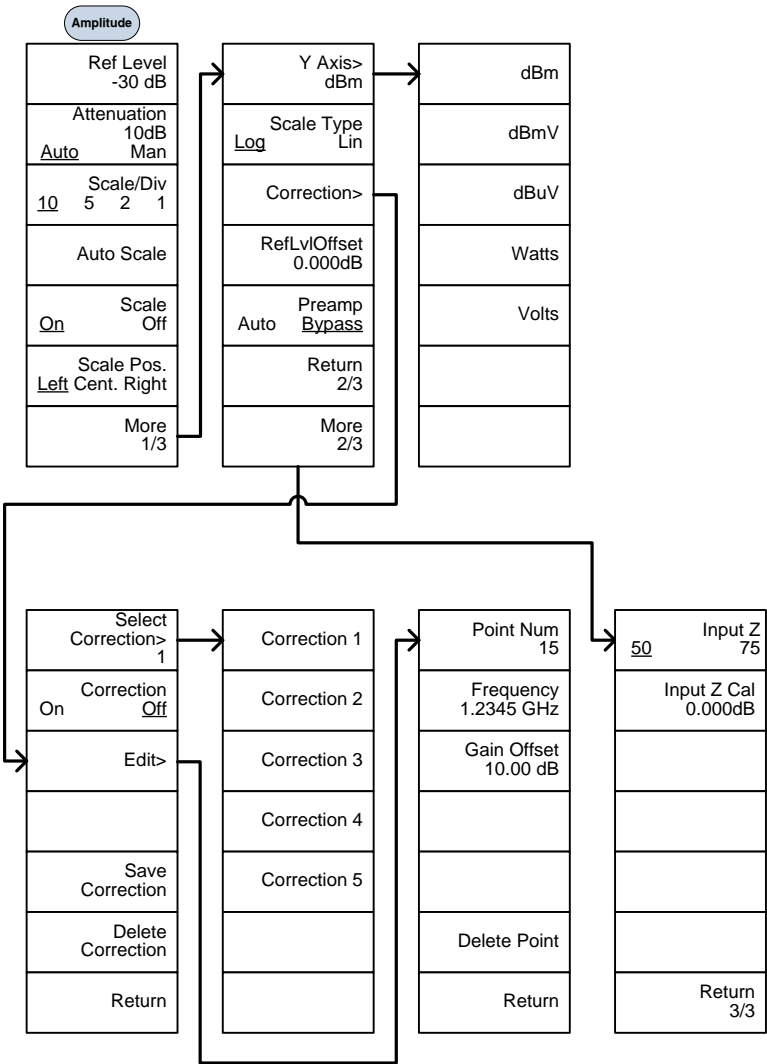 Amplitude
Ref Level
-30 dB
Attenuation
10dB
Auto Man
Scale/Div
10 5 2 1
Auto Scale
Scale
On Off
Scale Pos.
Left Cent. Right
More
1/3
Y Axis>
dBm
Scale Type
Log Lin
Correction>
RefLvlOffset
0.000dB
Preamp
Auto Bypass
Return
2/3
More
2/3
dBm
dBmV
dBuV
Watts
Volts
Select
Correction>
1
Correction
On Off
Edit>
Save
Correction
Delete
Correction
Return
Correction 1
Correction 2
Correction 3
Correction 4
Correction 5
Point Num
15
Frequency
1.2345 GHz
Gain Offset
10.00 dB
Delete Point
Return
Input Z
50 75
Input Z Cal
0.000dB
Return
3/3